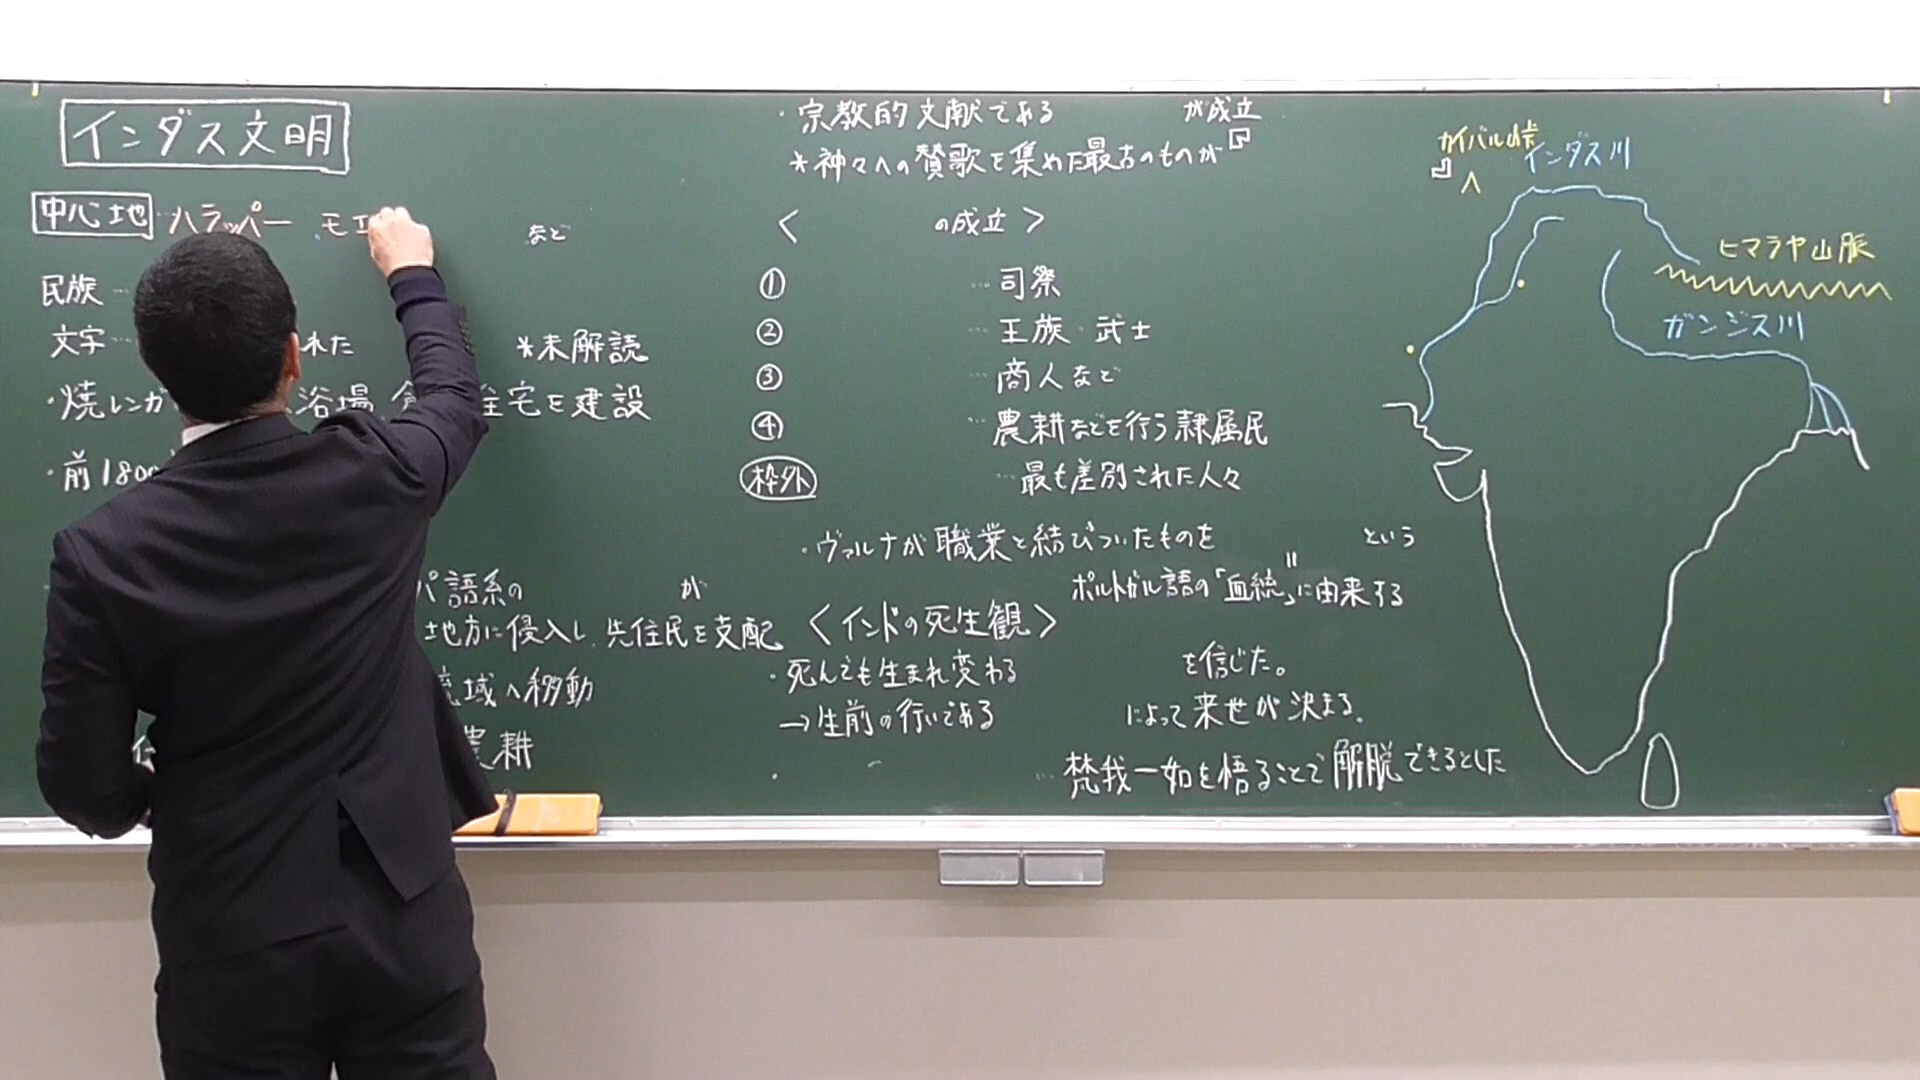 インダス文明
中心地 ハラッパー モエ など
民族
文字 れた *未解読
・焼レンガ 浴場 住宅を建設
・前1800
語系の が
地方に侵入し、先住民を支配
域へ移動
農耕
・宗教的文献である が成立
*神々への賛歌を集めた最古のものが
< の成立 >
① … 司祭
② … 王族・武士
③ … 商人など
④ … 農耕などを行う隷属民
枠外 … 最も差別された人々
・ヴァルナが職業と結びついたものを という
ポルトガル語の「血統」に由来する
<インドの死生観>
・死んでも生まれ変わる を信じた。
→生前の行いである によって来世が決まる。
・ … 梵我一如を悟ることで解脱できるとした
カイバル峠
インダス川
ヒマラヤ山脈
ガンジス川